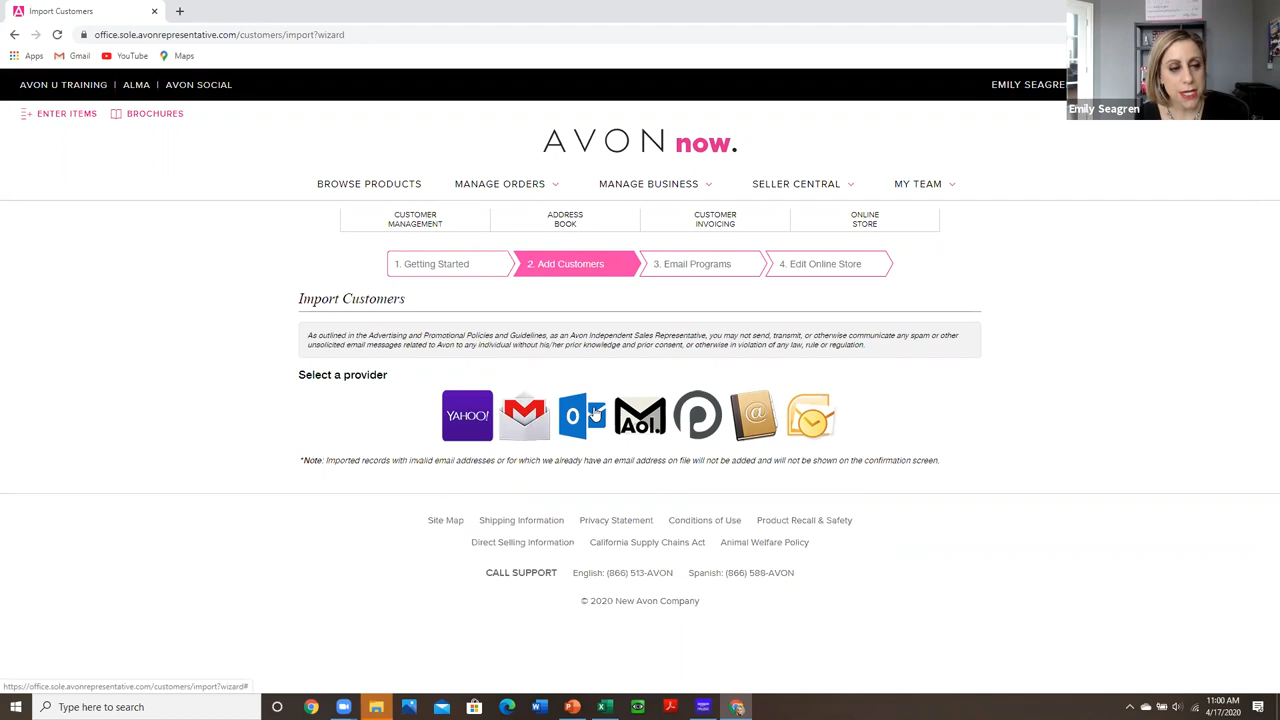 Import Customers
office.sole.avonrepresentative.com/customers/import?wizard
Apps Gmail YouTube Maps
AVON U TRAINING | ALMA | AVON SOCIAL
EMILY SEAGRE
Emily Seagren
ENTER ITEMS BROCHURES
AVON now.
BROWSE PRODUCTS MANAGE ORDERS MANAGE BUSINESS SELLER CENTRAL MY TEAM
CUSTOMER MANAGEMENT
ADDRESS BOOK
CUSTOMER INVOICING
ONLINE STORE
1. Getting Started 2. Add Customers 3. Email Programs 4. Edit Online Store
Import Customers
As outlined in the Advertising and Promotional Policies and Guidelines, as an Avon Independent Sales Representative, you may not send, transmit, or otherwise communicate any spam or other
unsolicited email messages related to Avon to any individual without his/her prior knowledge and prior consent, or otherwise in violation of any law, rule or regulation.
Select a provider
YAHOO! Aol.
*Note: Imported records with invalid email addresses or for which we already have an email address on file will not be added and will not be shown on the confirmation screen.
Site Map Shipping Information Privacy Statement Conditions of Use Product Recall & Safety
Direct Selling Information California Supply Chains Act Animal Welfare Policy
CALL SUPPORT English: (866) 513-AVON Spanish: (866) 588-AVON
© 2020 New Avon Company
https://office.sole.avonrepresentative.com/customers/import?wizard#
Type here to search
11:00 AM
4/17/2020